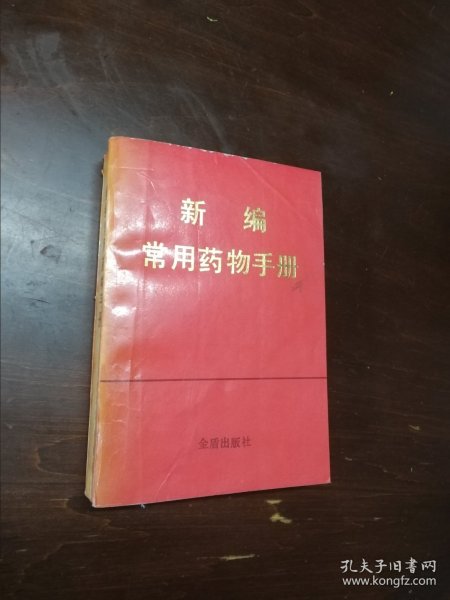 新 编
常用药物手册
金盾出版社
孔夫子旧书网
www.kongfz.com